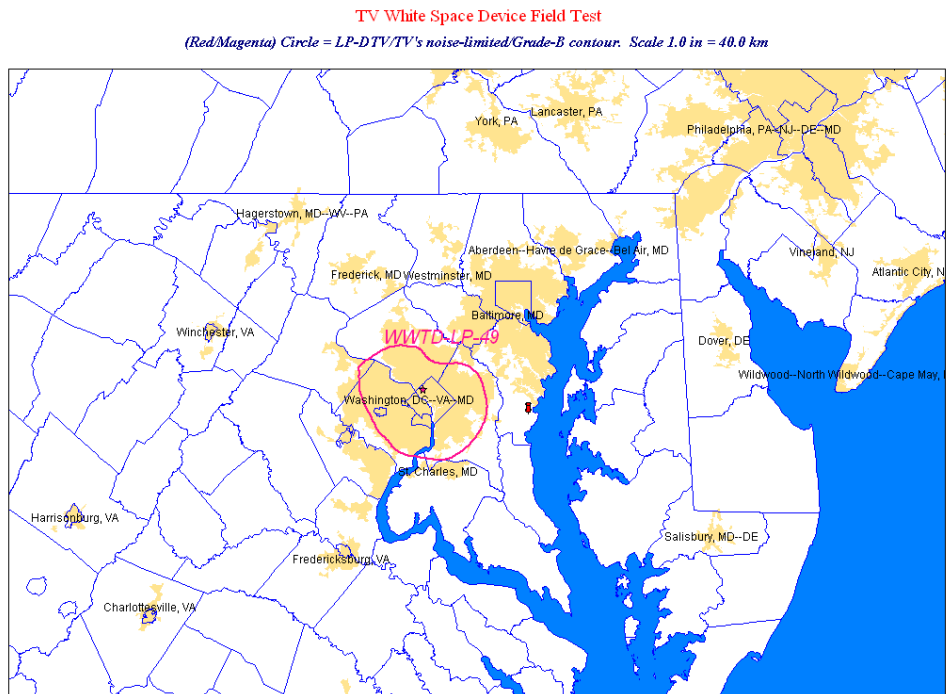 TV White Space Device Field Test
(Red/Magenta) Circle = LP-DTV/TV's noise-limited/Grade-B contour. Scale 1.0 in = 40.0 km
Lancaster, PA
York, PA
Philadelphia, PA--NJ--DE--MD
Hagerstown, MD--WV--PA
Aberdeen--Havre de Grace--Bel Air, MD
Vineland, NJ
Frederick, MD
Westminster, MD
Atlantic City, N
Baltimore, MD
Winchester, VA
WWTD-LP-49
Dover, DE
Wildwood--North Wildwood--Cape May,
Washington, DC--VA--MD
St. Charles, MD
Harrisonburg, VA
Salisbury, MD--DE
Fredericksburg, VA
Charlottesville, VA